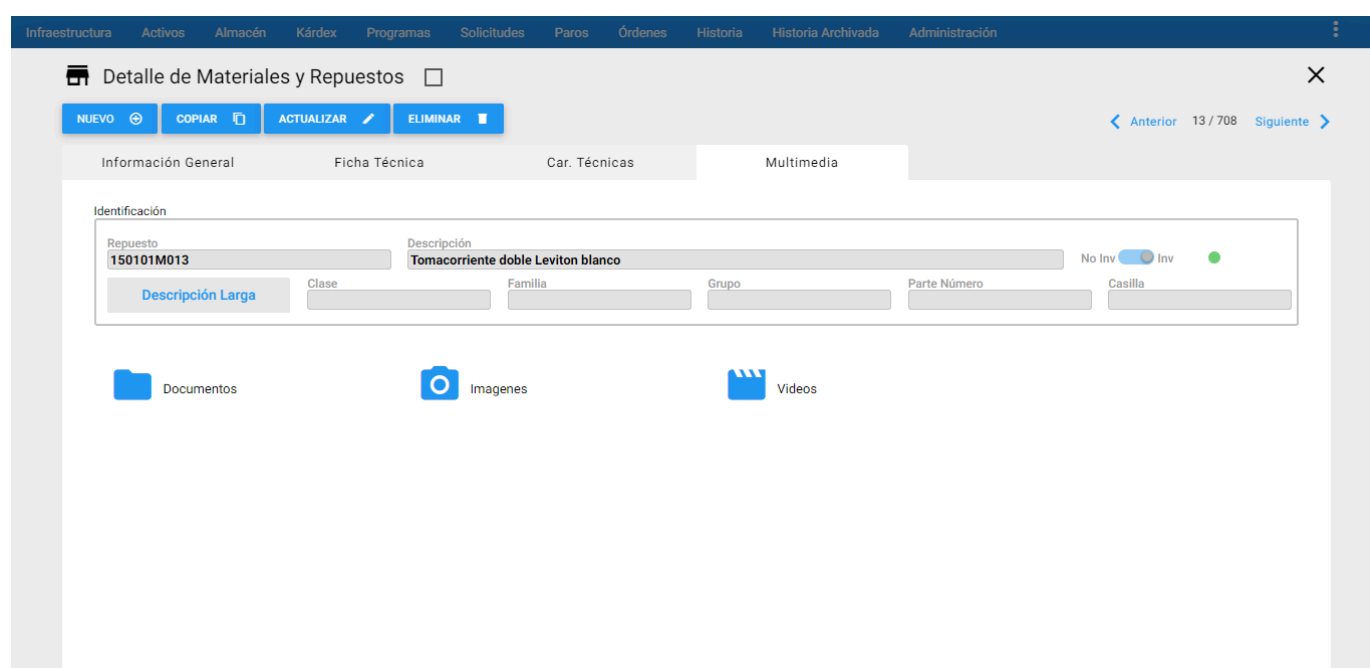 Infraestructura Activos Almacén Kárdex Programas Solicitudes Paros Órdenes Historia Historia Archivada Administración
Detalle de Materiales y Repuestos
NUEVO COPIAR ACTUALIZAR ELIMINAR
Anterior 13 / 708 Siguiente
Información General Ficha Técnica Car. Técnicas Multimedia
Identificación
Repuesto Descripción
150101M013 Tomacorriente doble Leviton blanco No Inv Inv
Descripción Larga Clase Familia Grupo Parte Número Casilla
Documentos Imagenes Videos